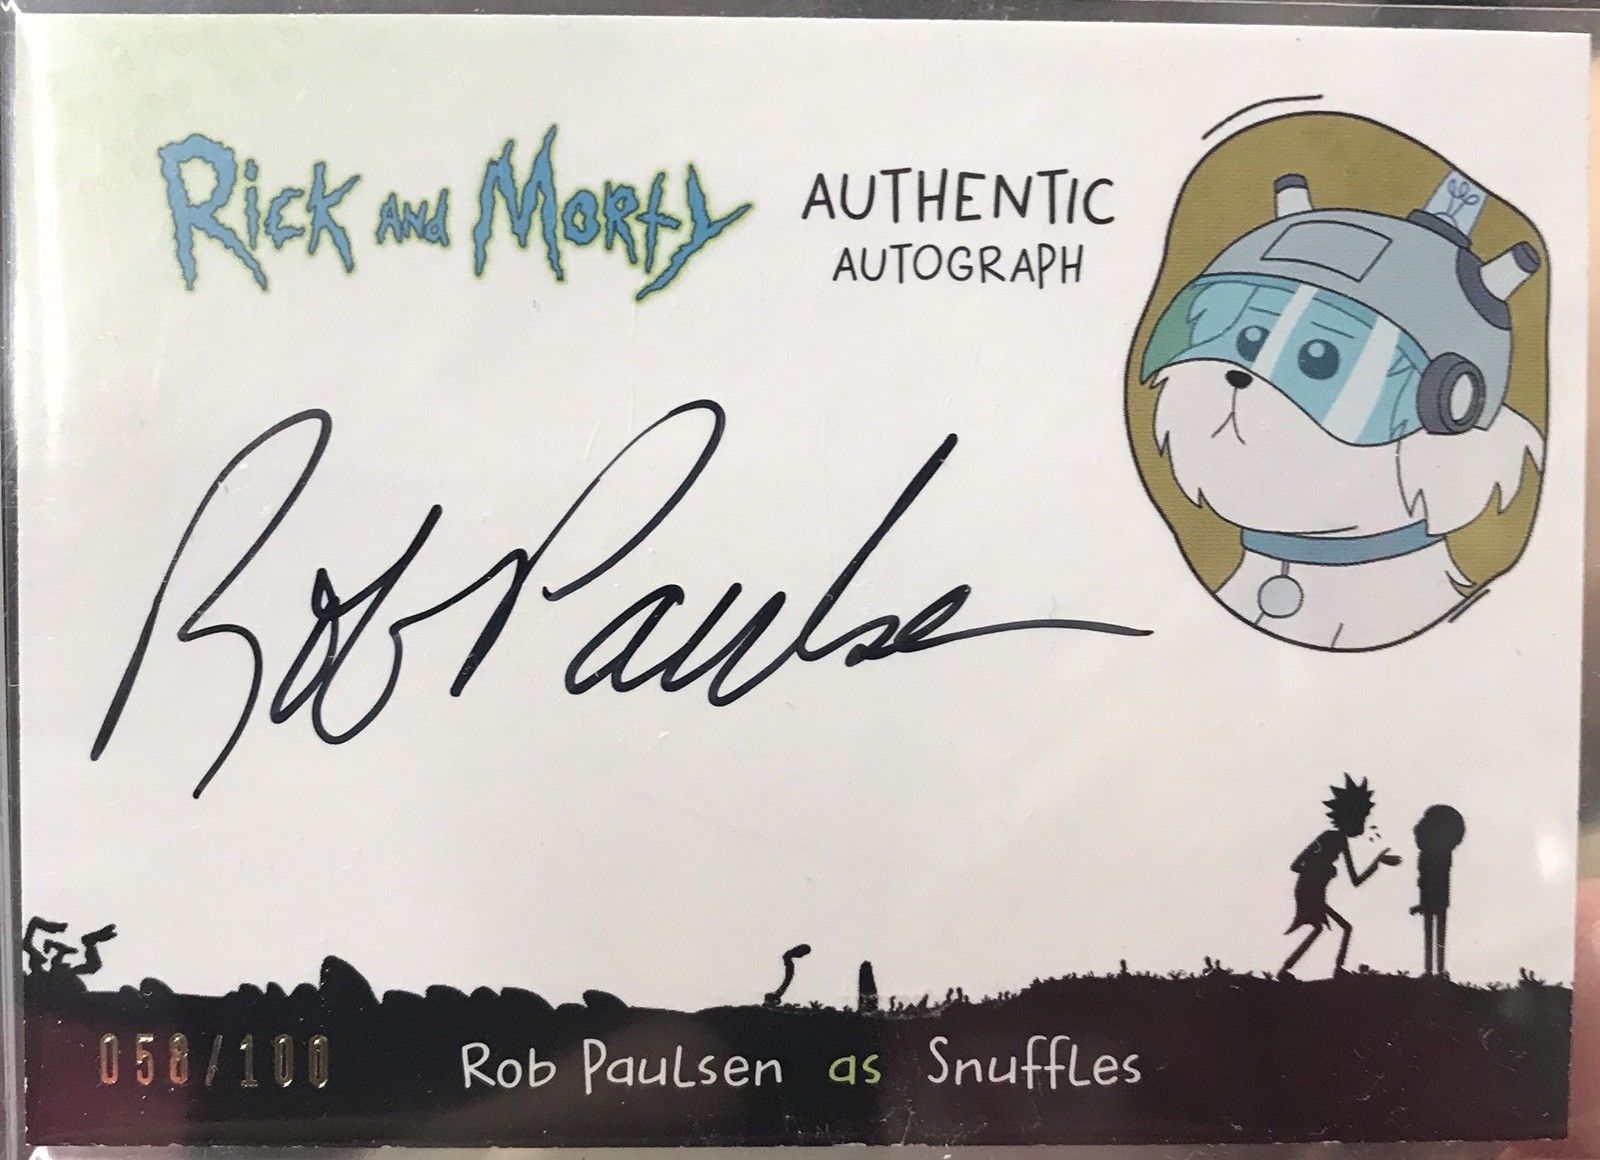 Rick and Morty
AUTHENTIC
AUTOGRAPH
Rob Paulsen
058/100
Rob Paulsen as Snuffles